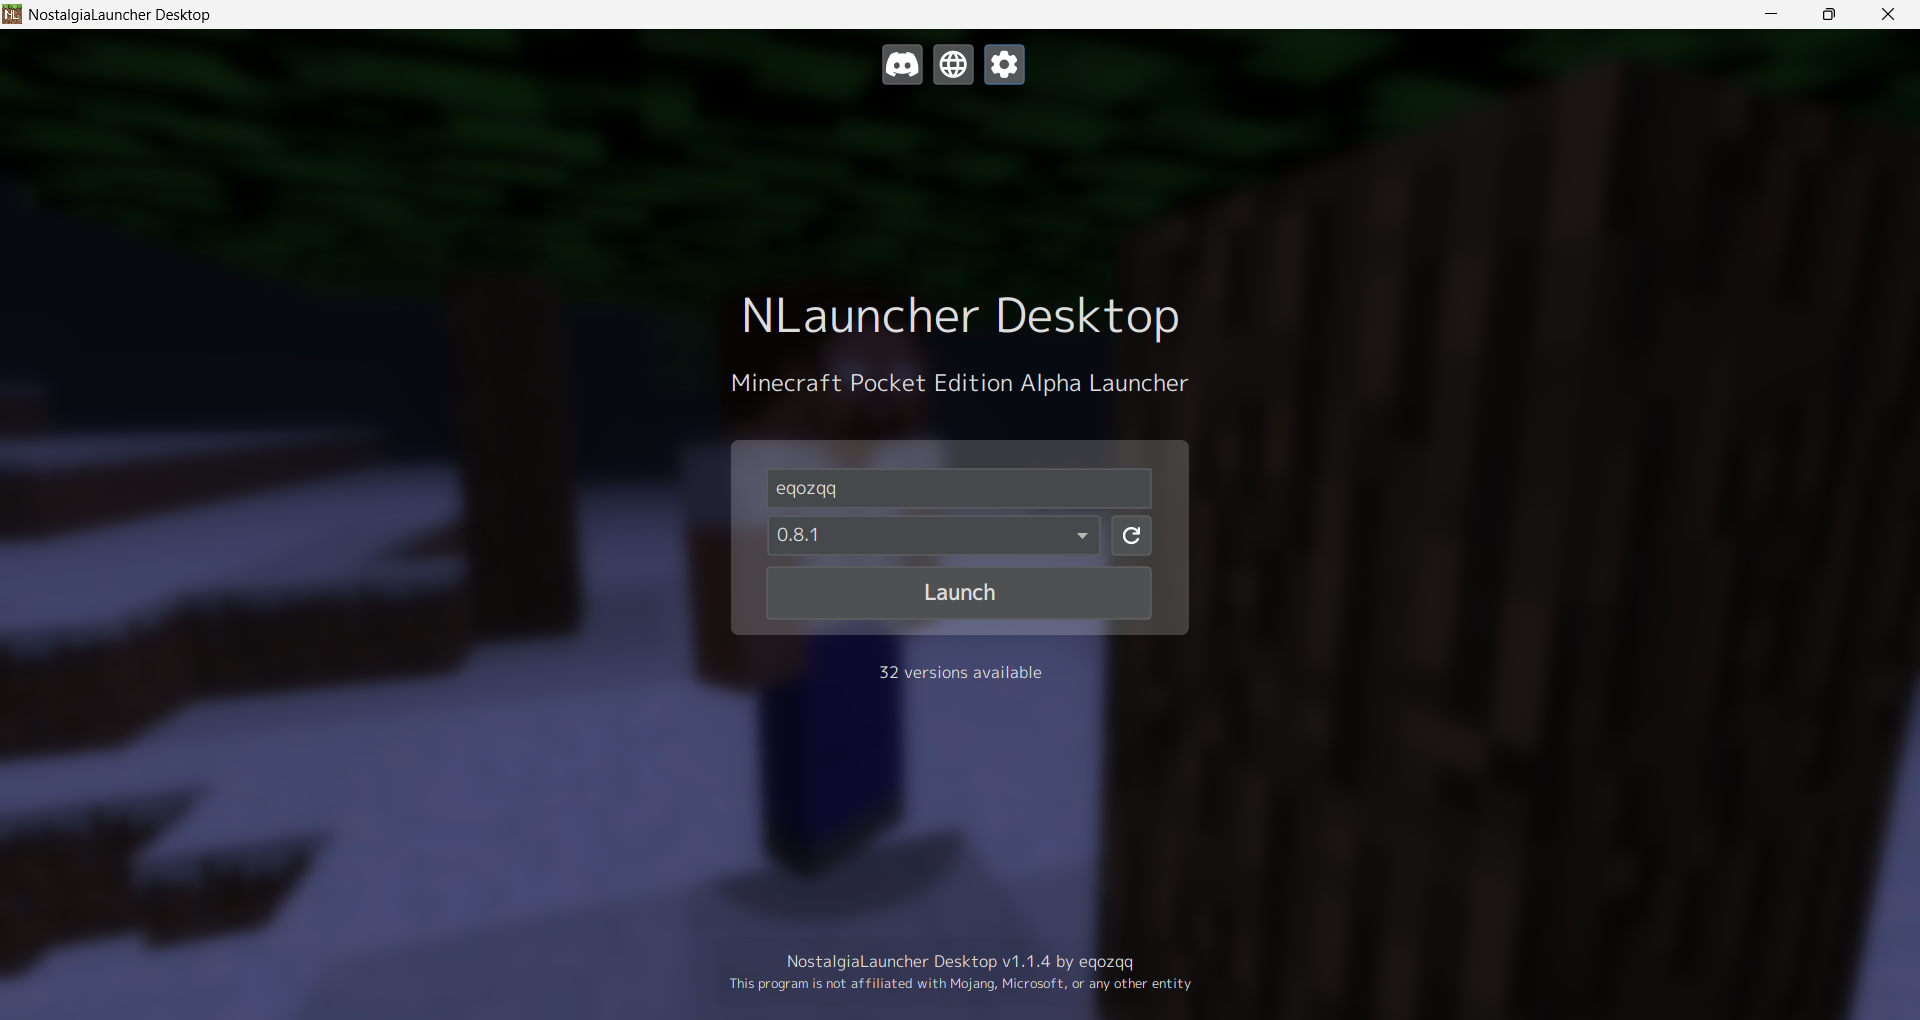 NL
NostalgiaLauncher Desktop
NLauncher Desktop
Minecraft Pocket Edition Alpha Launcher
eqozqq
0.8.1
Launch
32 versions available
NostalgiaLauncher Desktop v1.1.4 by eqozqq
This program is not affiliated with Mojang, Microsoft, or any other entity